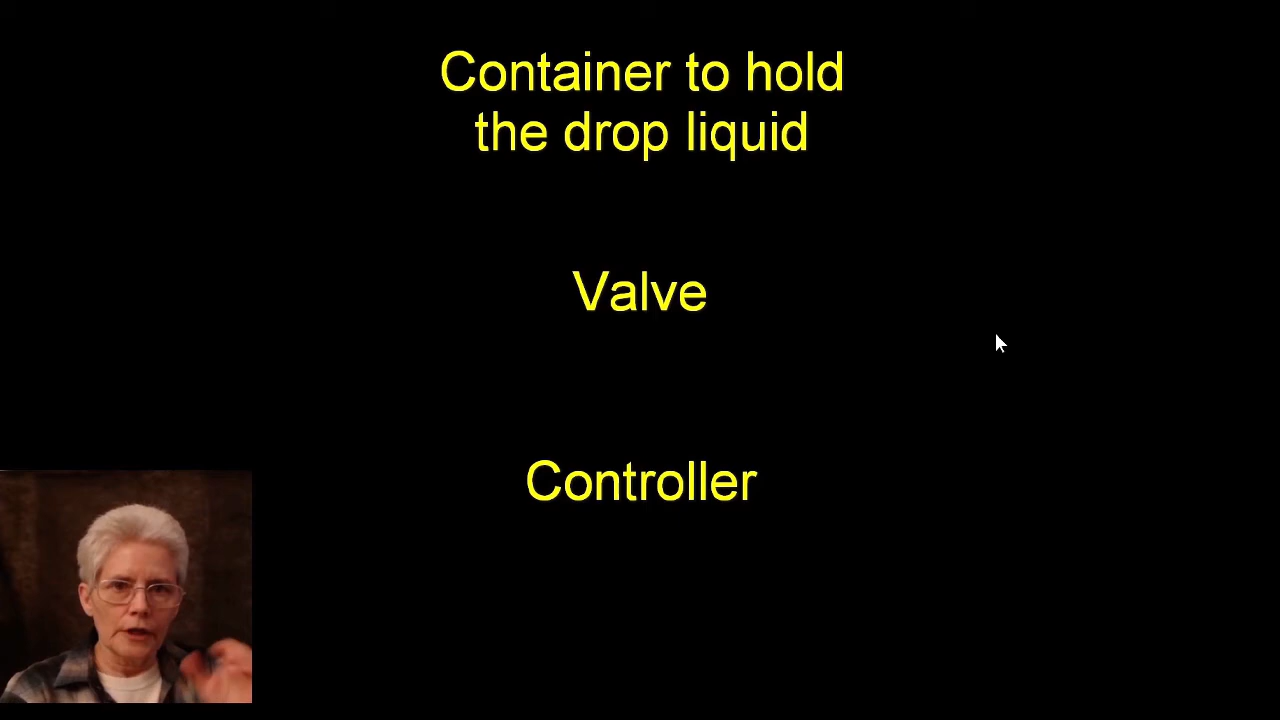 Container to hold
the drop liquid
Valve
Controller